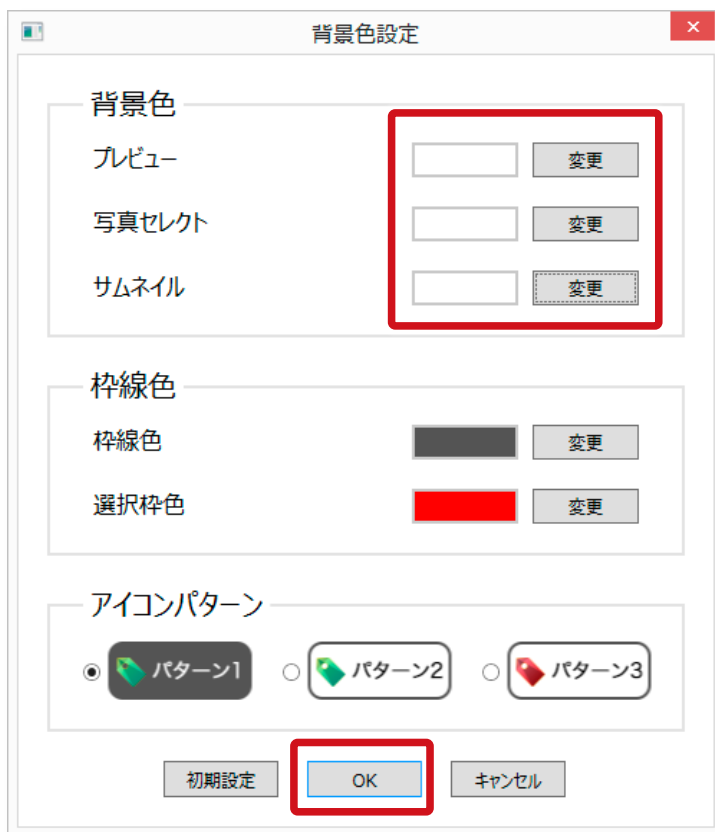 背景色設定
背景色
プレビュー 変更
写真セレクト 変更
サムネイル 変更
枠線色
枠線色 変更
選択枠色 変更
アイコンパターン
パターン1 パターン2 パターン3
初期設定 OK キャンセル